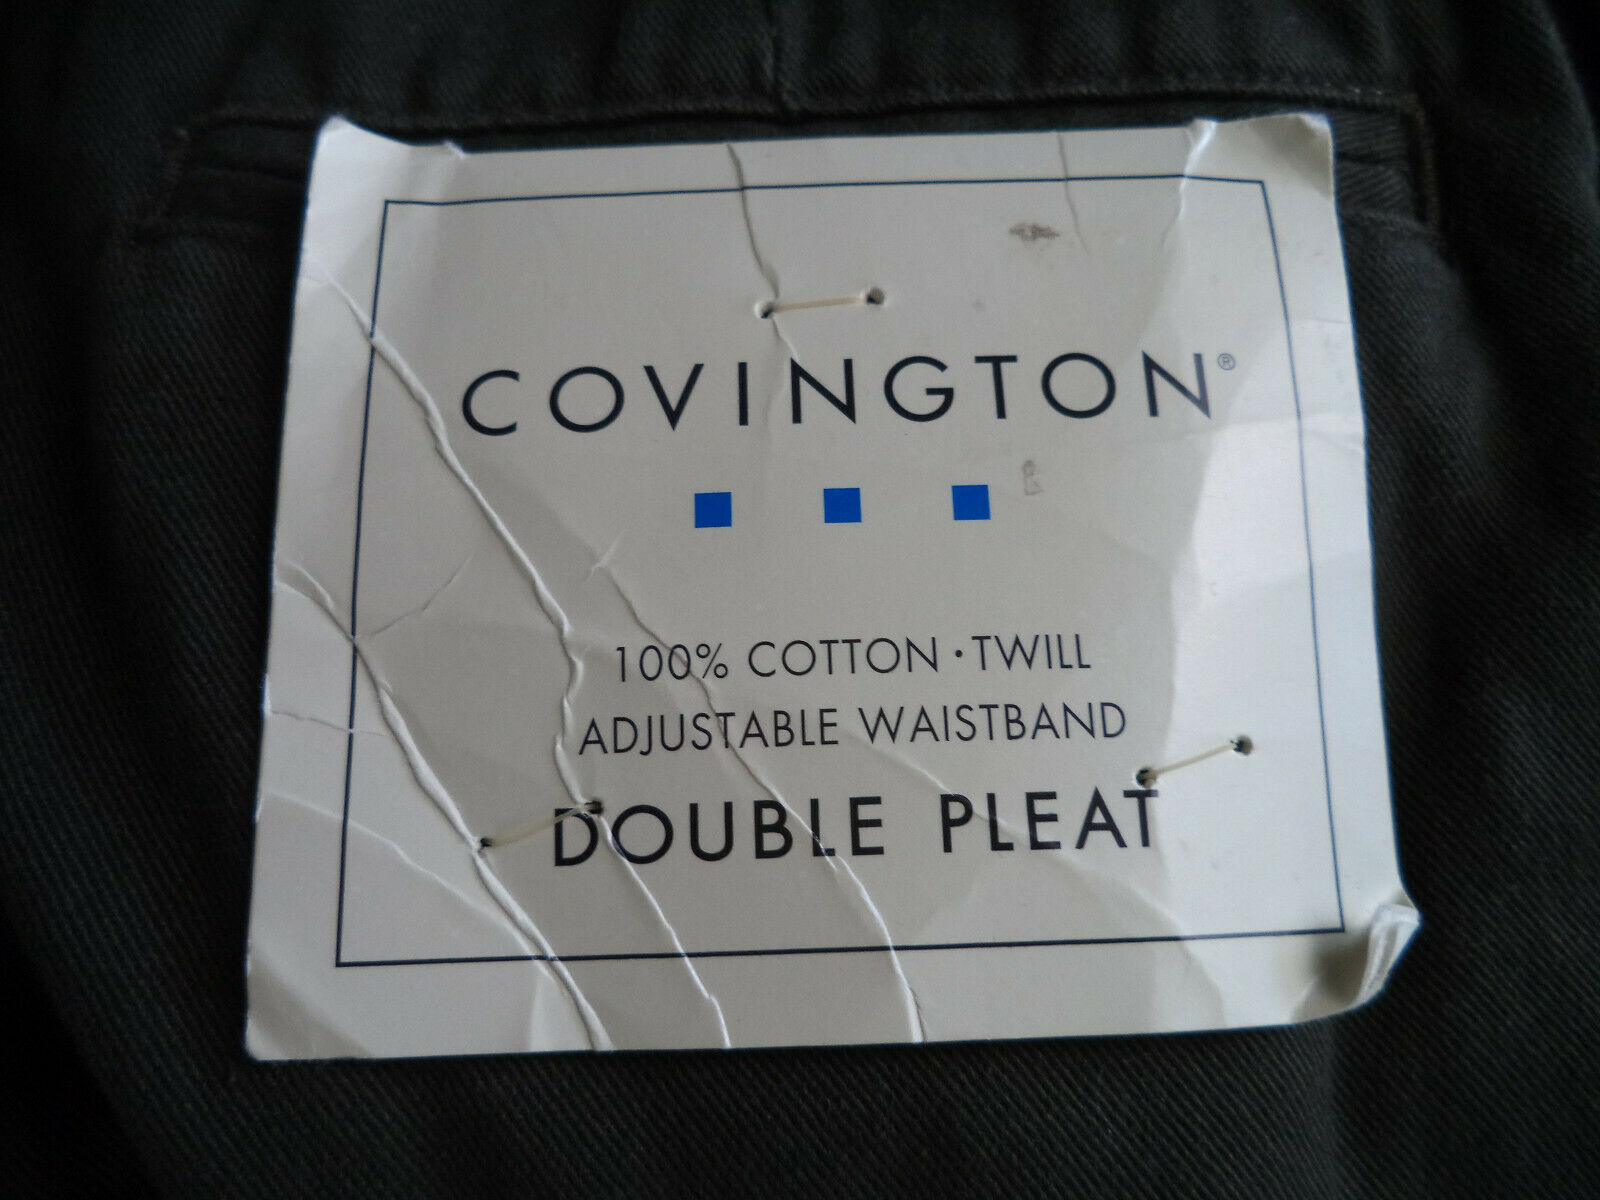 COVINGTON®
100% COTTON · TWILL
ADJUSTABLE WAISTBAND
DOUBLE PLEAT